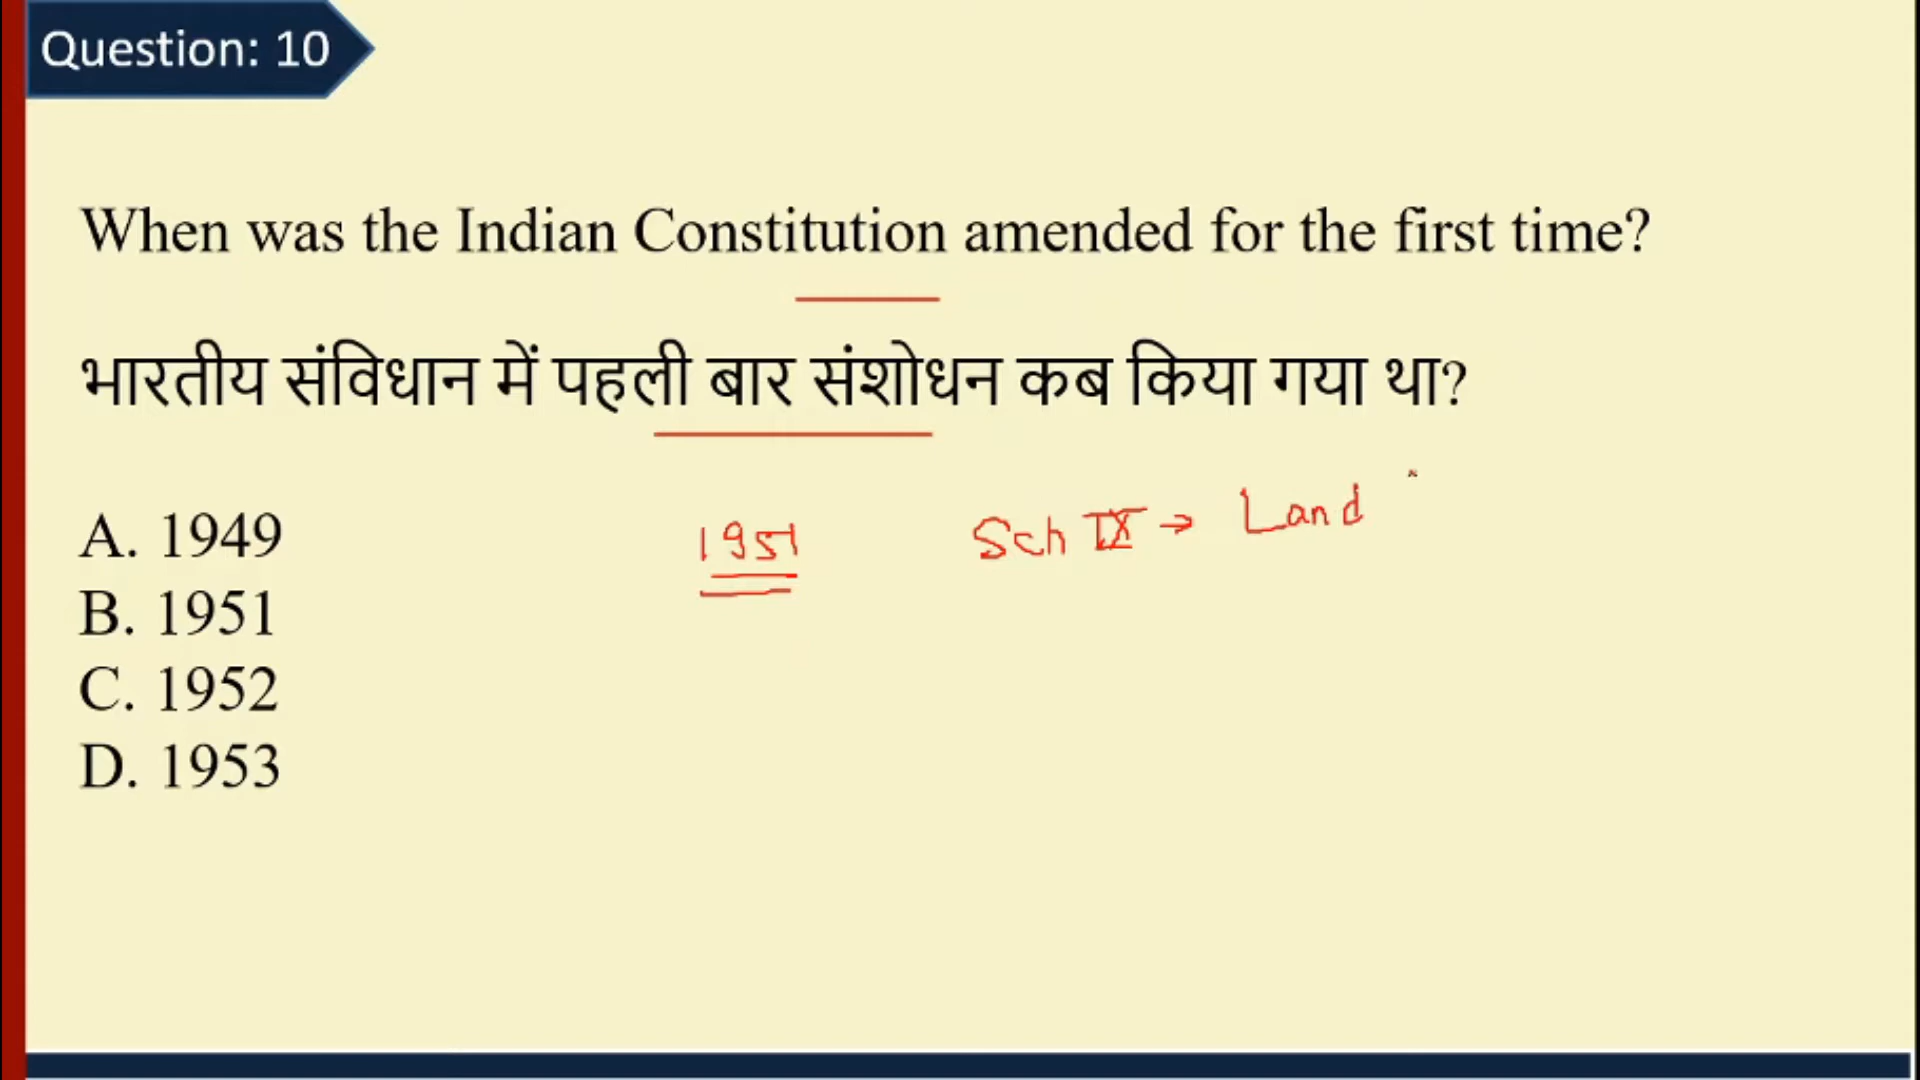 Question: 10
When was the Indian Constitution amended for the first time?
भारतीय संविधान में पहली बार संशोधन कब किया गया था?
1951 Sch IX → Land
A. 1949
B. 1951
C. 1952
D. 1953